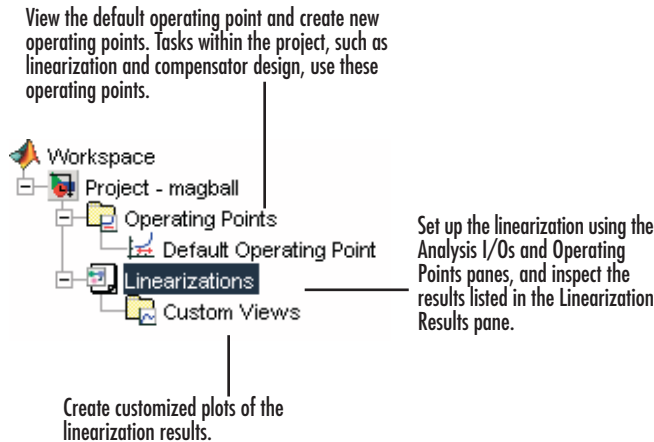 View the default operating point and create new
operating points. Tasks within the project, such as
linearization and compensator design, use these
operating points.
Workspace
Project - magball
Operating Points
Default Operating Point
Linearizations
Custom Views
Set up the linearization using the
Analysis I/Os and Operating
Points panes, and inspect the
results listed in the Linearization
Results pane.
Create customized plots of the
linearization results.